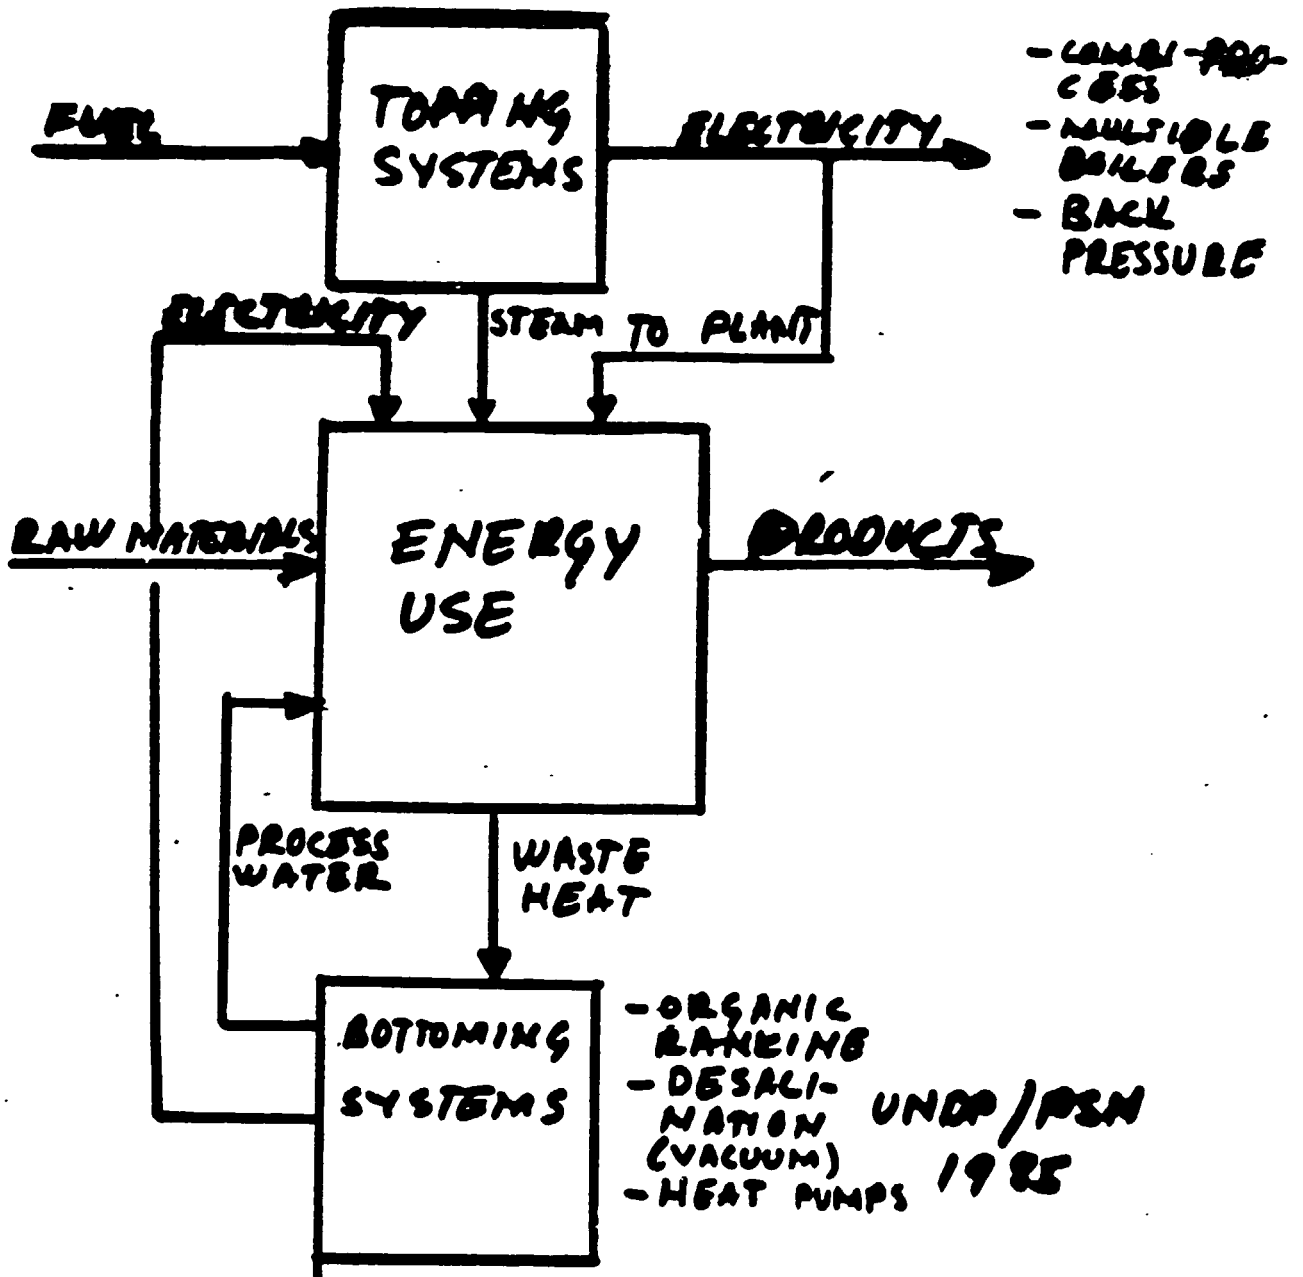 FUEL
TOPPING
SYSTEMS
ELECTRICITY
- COMBI-PRO-
CESS
- MULTIPLE
BOILERS
- BACK
PRESSURE
ELECTRICITY
STEAM TO PLANT
RAW MATERIALS
ENERGY
USE
PRODUCTS
PROCESS
WATER
WASTE
HEAT
BOTTOMING
SYSTEMS
- ORGANIC
RANKINE
- DESALI-
NATION
(VACUUM)
- HEAT PUMPS
UNDP/PSM
1985